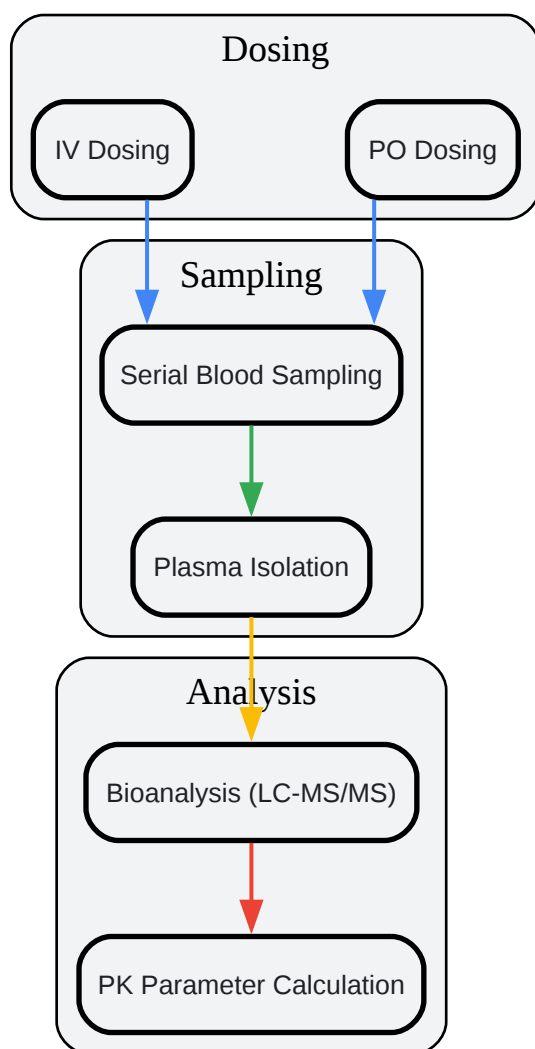 Dosing
IV Dosing
PO Dosing
Sampling
Serial Blood Sampling
Plasma Isolation
Analysis
Bioanalysis (LC-MS/MS)
PK Parameter Calculation